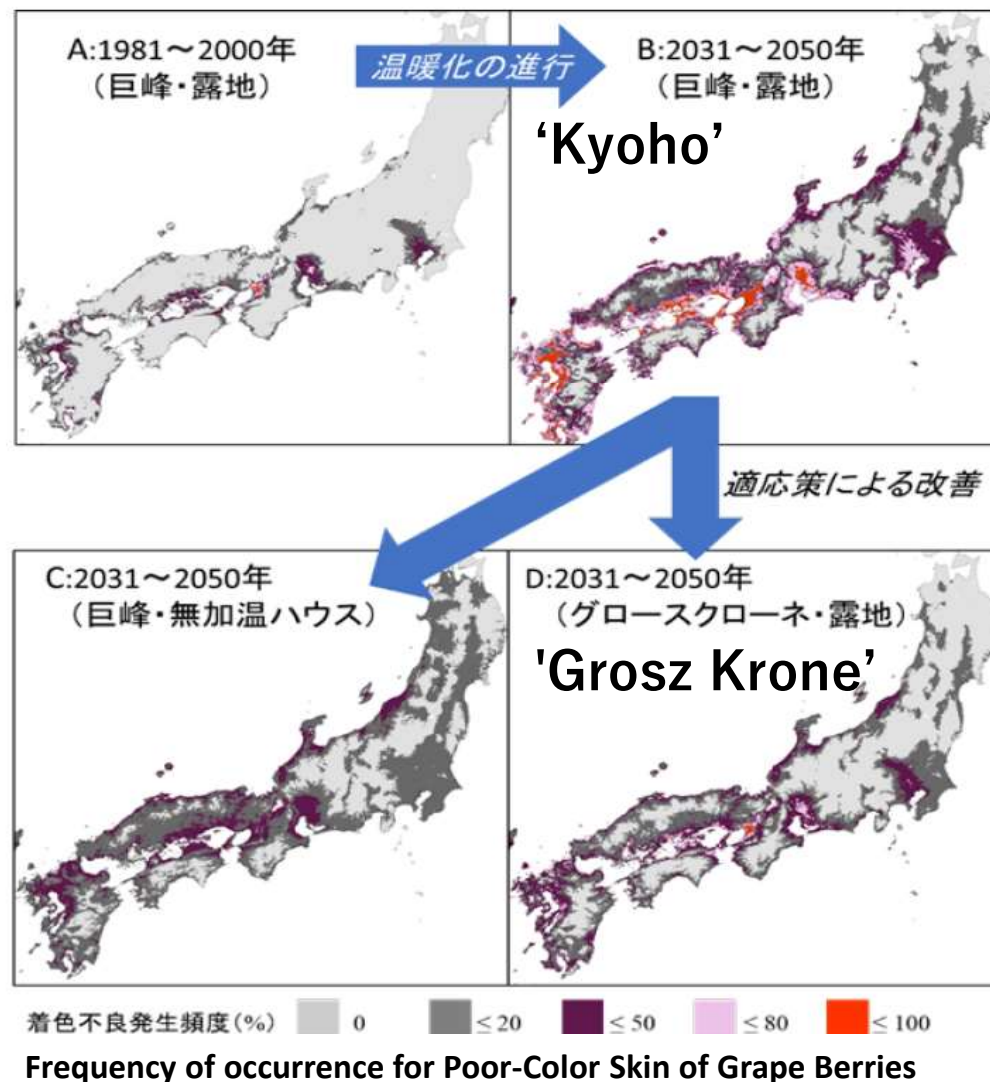 A:1981～2000年
（巨峰・露地）
温暖化の進行
B:2031～2050年
（巨峰・露地）
‘Kyoho’
適応策による改善
C:2031～2050年
（巨峰・無加温ハウス）
D:2031～2050年
（グロースクローネ・露地）
'Grosz Krone’
着色不良発生頻度(%) 0 ≤ 20 ≤ 50 ≤ 80 ≤ 100
Frequency of occurrence for Poor-Color Skin of Grape Berries